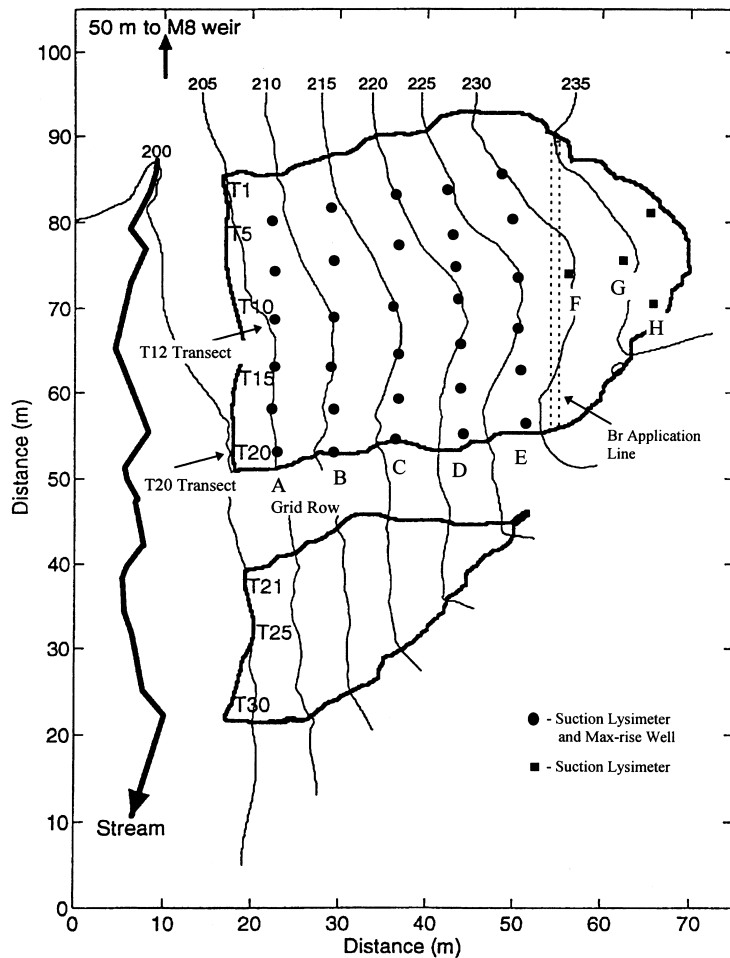 50 m to M8 weir
100
90
80
70
60
50
40
30
20
10
0
Distance (m)
205
210
215
220
225
230
235
200
T1
T5
T10
T12 Transect
T15
T20
T20 Transect
A
B
C
D
E
F
G
H
Grid Row
Br Application
Line
T21
T25
T30
- Suction Lysimeter
and Max-rise Well
- Suction Lysimeter
Stream
0
10
20
30
40
50
60
70
Distance (m)